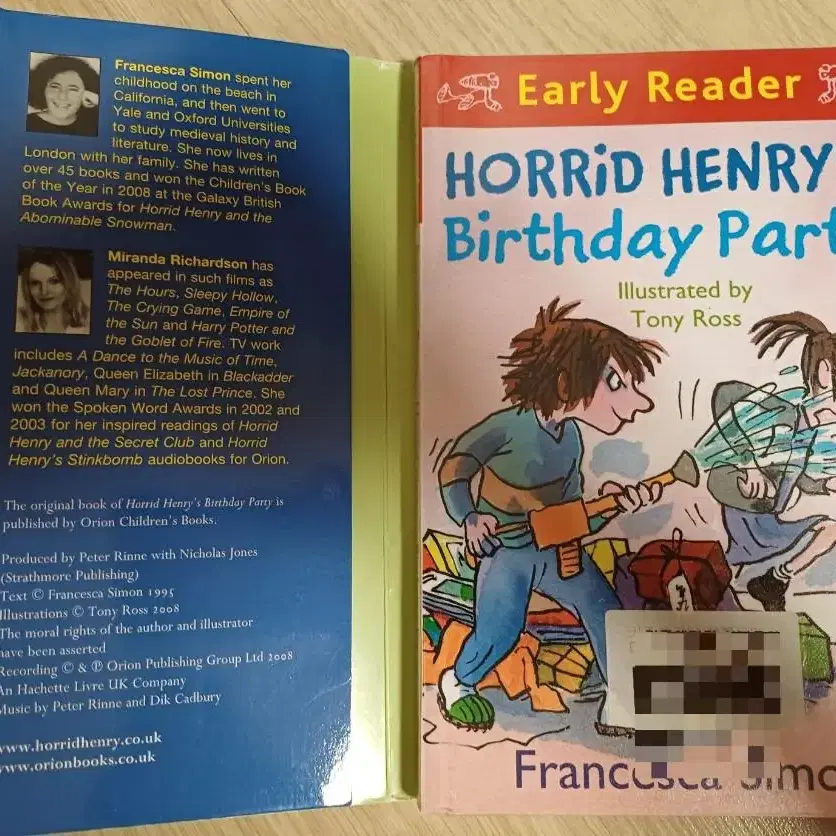 Francesca Simon spent her
childhood on the beach in
California, and then went to
Yale and Oxford Universities
to study medieval history and
literature. She now lives in
London with her family. She has written
over 45 books and won the Children's Book
of the Year in 2008 at the Galaxy British
Book Awards for Horrid Henry and the
Abominable Snowman.
Miranda Richardson has
appeared in such films as
The Hours, Sleepy Hollow,
The Crying Game, Empire of
the Sun and Harry Potter and
the Goblet of Fire. TV work
includes A Dance to the Music of Time,
Jackanory, Queen Elizabeth in Blackadder
and Queen Mary in The Lost Prince. She
won the Spoken Word Awards in 2002 and
2003 for her inspired readings of Horrid
Henry and the Secret Club and Horrid
Henry's Stinkbomb audiobooks for Orion.
The original book of Horrid Henry's Birthday Party is
published by Orion Children's Books.
Produced by Peter Rinne with Nicholas Jones
(Strathmore Publishing)
Text © Francesca Simon 1995
Illustrations © Tony Ross 2008
The moral rights of the author and illustrator
have been asserted
Recording © & ℗ Orion Publishing Group Ltd 2008
An Hachette Livre UK Company
Music by Peter Rinne and Dik Cadbury
www.horridhenry.co.uk
www.orionbooks.co.uk
Early Reader
HORRiD HENRY
Birthday Part
Illustrated by
Tony Ross
Francesca Simo